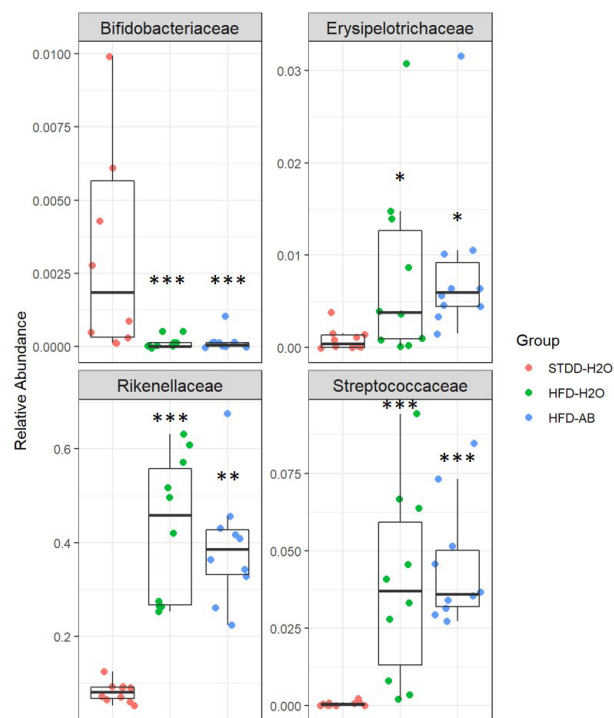 Bifidobacteriaceae
Erysipelotrichaceae
0.0100
0.0075
0.0050
0.0025
0.0000
*** ***
0.03
0.02
0.01
0.00
* *
Relative Abundance
Rikenellaceae
Streptococcaceae
0.6
0.4
0.2
*** **
0.075
0.050
0.025
0.000
*** ***
Group
STDD-H2O
HFD-H2O
HFD-AB